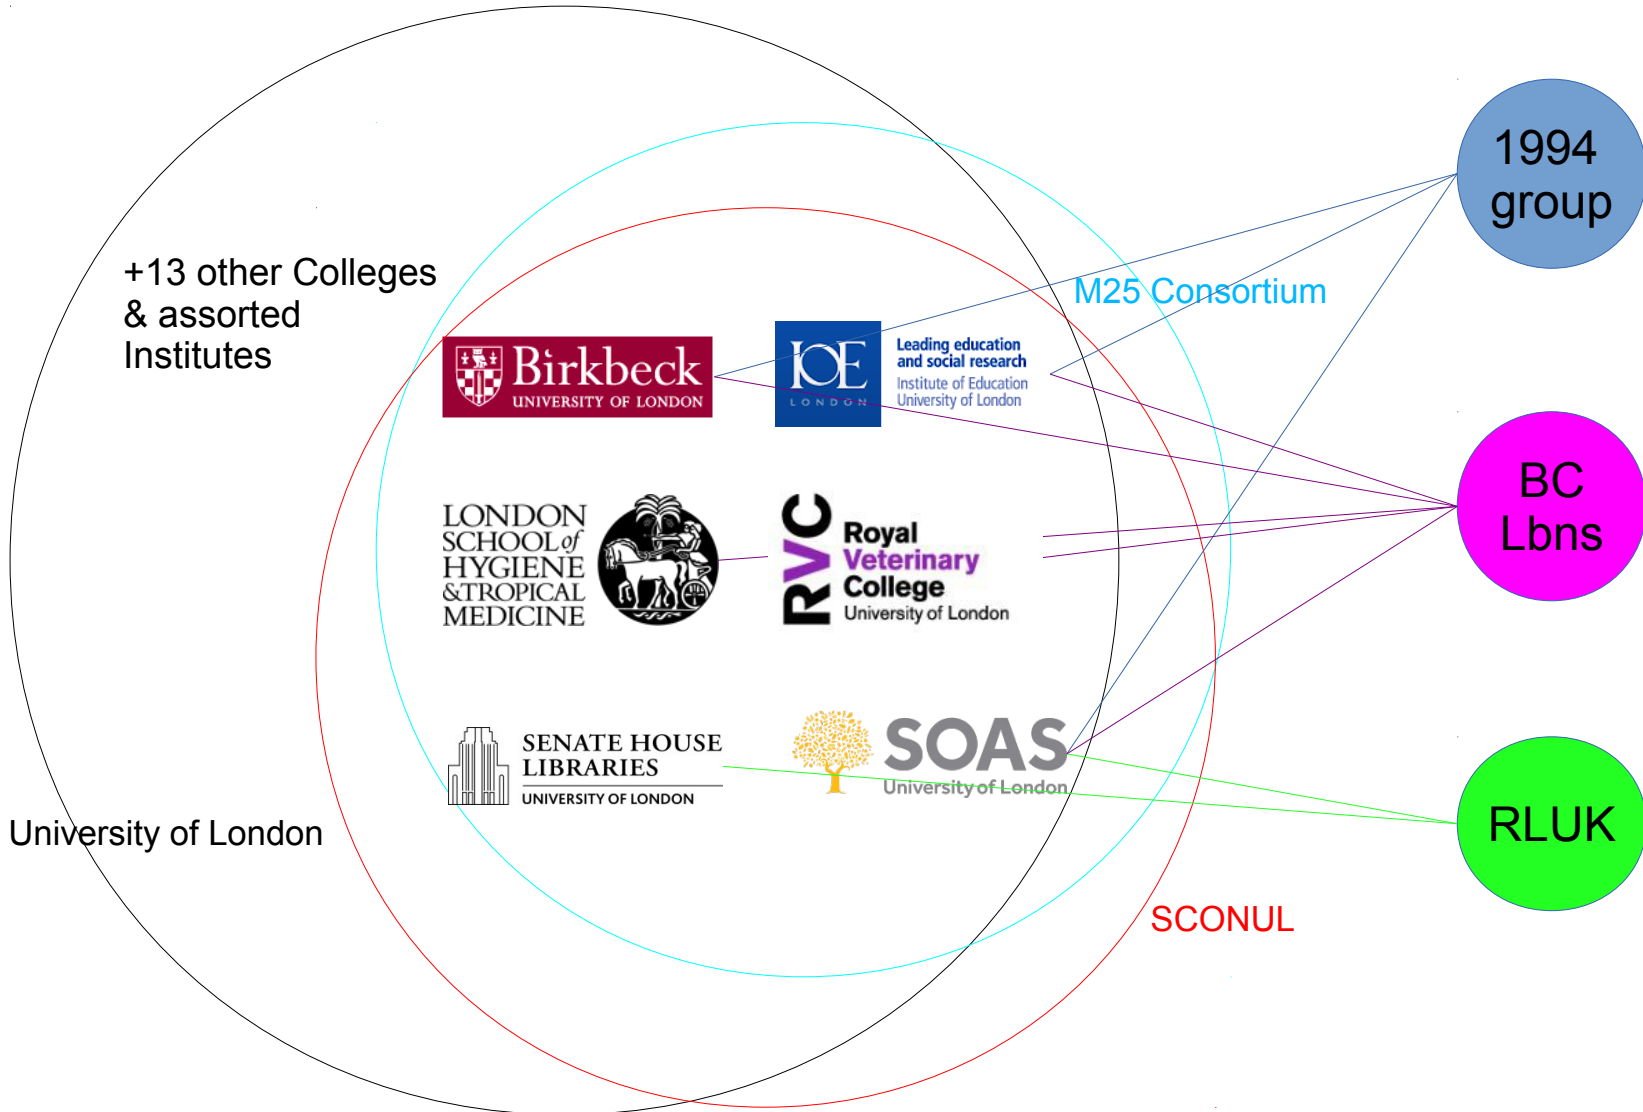 1994
group
+13 other Colleges
& assorted
Institutes
M25 Consortium
Birkbeck
UNIVERSITY OF LONDON
IOE
LONDON
Leading education
and social research
Institute of Education
University of London
BC
Lbns
LONDON
SCHOOL of
HYGIENE
& TROPICAL
MEDICINE
RVC
Royal
Veterinary
College
University of London
SENATE HOUSE
LIBRARIES
UNIVERSITY OF LONDON
SOAS
University of London
RLUK
University of London
SCONUL